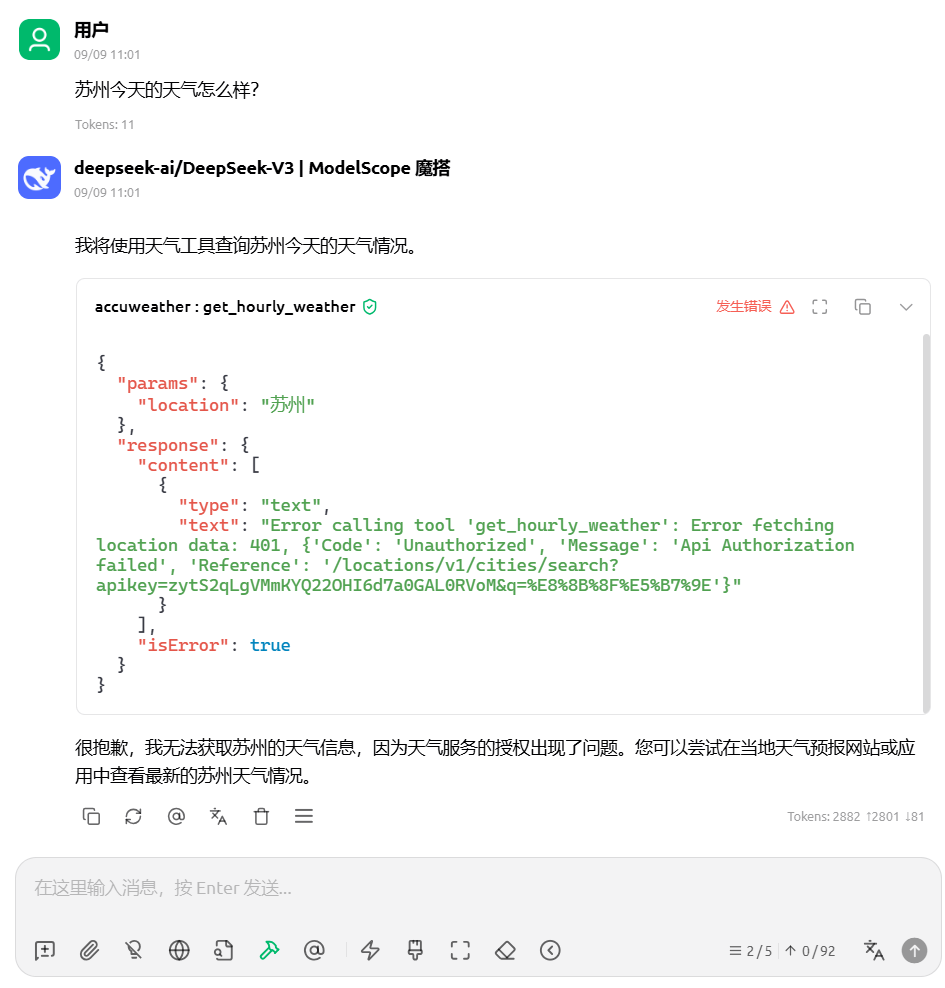 用户
09/09 11:01
苏州今天的天气怎么样?
Tokens: 11
deepseek-ai/DeepSeek-V3 | ModelScope 魔搭
09/09 11:01
我将使用天气工具查询苏州今天的天气情况。
accuweather : get_hourly_weather 发生错误
{
  "params": {
    "location": "苏州"
  },
  "response": {
    "content": [
      {
        "type": "text",
        "text": "Error calling tool 'get_hourly_weather': Error fetching
location data: 401, {'Code': 'Unauthorized', 'Message': 'Api Authorization
failed', 'Reference': '/locations/v1/cities/search?
apikey=zytS2qLgVMmKYQ22OHI6d7a0GAL0RVoM&q=%E8%8B%8F%E5%B7%9E'}"
      }
    ],
    "isError": true
  }
}
很抱歉，我无法获取苏州的天气信息，因为天气服务的授权出现了问题。您可以尝试在当地天气预报网站或应
用中查看最新的苏州天气情况。
Tokens: 2882 ↑2801 ↓81
在这里输入消息，按 Enter 发送...
2 / 5 ↑ 0 / 92